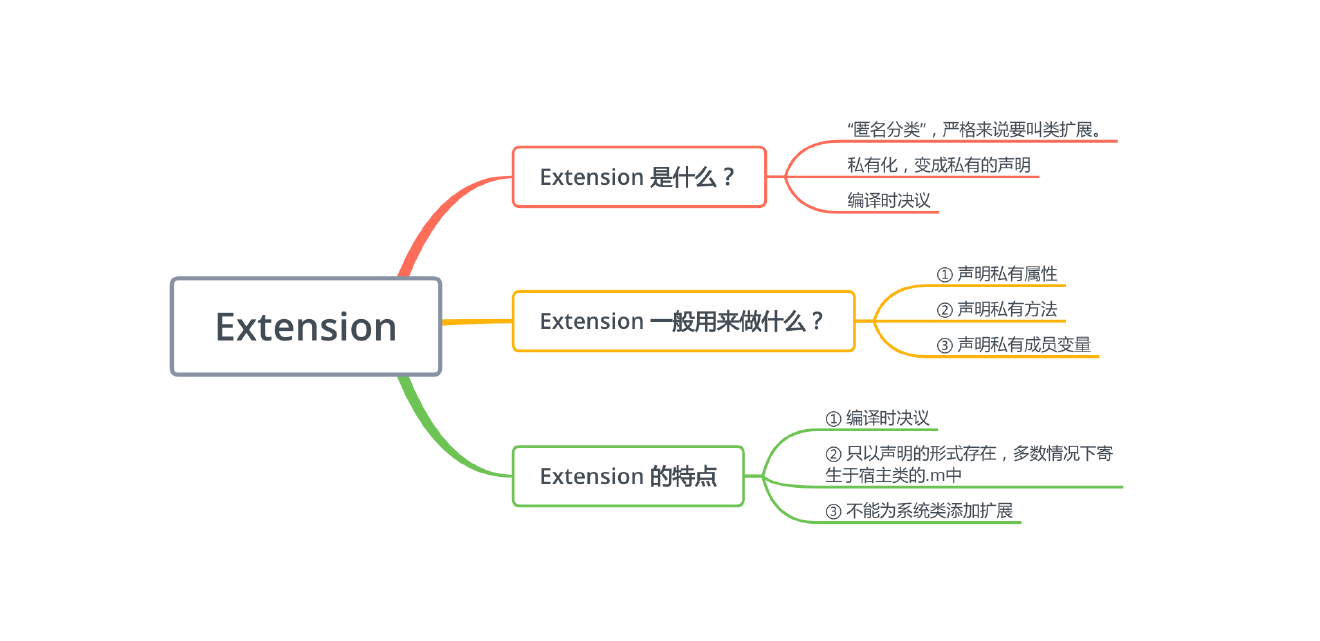 Extension
Extension 是什么？
“匿名分类”，严格来说要叫类扩展。
私有化，变成私有的声明
编译时决议
Extension 一般用来做什么？
① 声明私有属性
② 声明私有方法
③ 声明私有成员变量
Extension 的特点
① 编译时决议
② 只以声明的形式存在，多数情况下寄
生于宿主类的.m中
③ 不能为系统类添加扩展